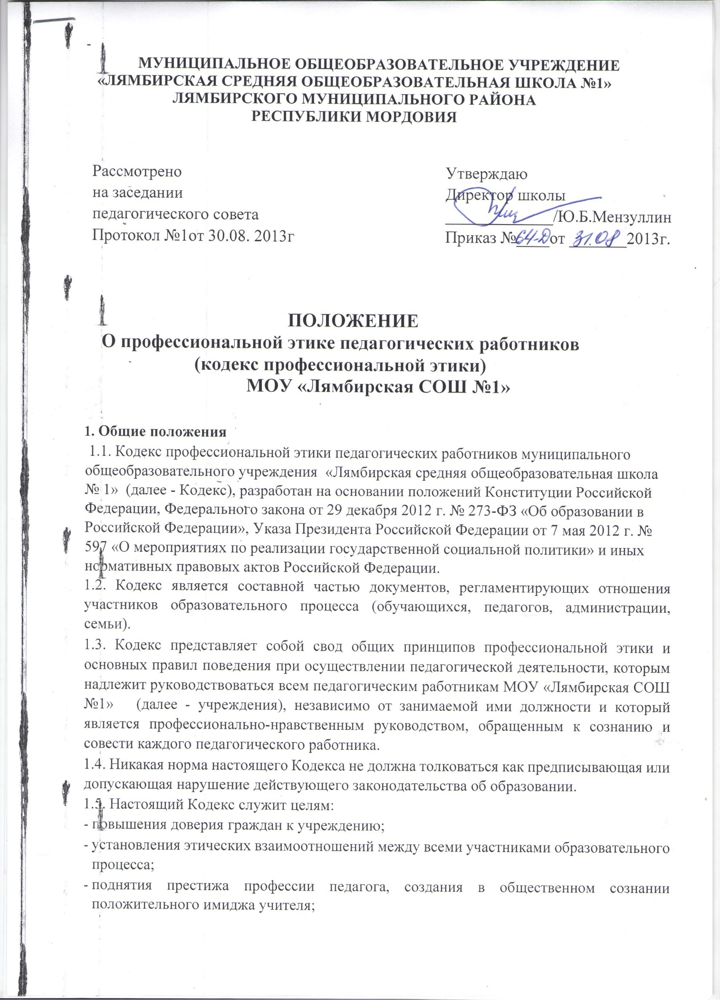 МУНИЦИПАЛЬНОЕ ОБЩЕОБРАЗОВАТЕЛЬНОЕ УЧРЕЖДЕНИЕ
«ЛЯМБИРСКАЯ СРЕДНЯЯ ОБЩЕОБРАЗОВАТЕЛЬНАЯ ШКОЛА №1»
ЛЯМБИРСКОГО МУНИЦИПАЛЬНОГО РАЙОНА
РЕСПУБЛИКИ МОРДОВИЯ
Рассмотрено
на заседании
педагогического совета
Протокол №1от 30.08. 2013г
Утверждаю
Директор школы
/Ю.Б.Мензуллин
Приказ №64-Дот 31.08 2013г.
ПОЛОЖЕНИЕ
О профессиональной этике педагогических работников
(кодекс профессиональной этики)
МОУ «Лямбирская СОШ №1»
1. Общие положения
1.1. Кодекс профессиональной этики педагогических работников муниципального
общеобразовательного учреждения «Лямбирская средняя общеобразовательная школа
№ 1» (далее - Кодекс), разработан на основании положений Конституции Российской
Федерации, Федерального закона от 29 декабря 2012 г. № 273-ФЗ «Об образовании в
Российской Федерации», Указа Президента Российской Федерации от 7 мая 2012 г. №
597 «О мероприятиях по реализации государственной социальной политики» и иных
нормативных правовых актов Российской Федерации.
1.2. Кодекс является составной частью документов, регламентирующих отношения
участников образовательного процесса (обучающихся, педагогов, администрации,
семьи).
1.3. Кодекс представляет собой свод общих принципов профессиональной этики и
основных правил поведения при осуществлении педагогической деятельности, которым
надлежит руководствоваться всем педагогическим работникам МОУ «Лямбирская СОШ
№1» (далее - учреждения), независимо от занимаемой ими должности и который
является профессионально-нравственным руководством, обращенным к сознанию и
совести каждого педагогического работника.
1.4. Никакая норма настоящего Кодекса не должна толковаться как предписывающая или
допускающая нарушение действующего законодательства об образовании.
1.5. Настоящий Кодекс служит целям:
- повышения доверия граждан к учреждению;
- установления этических взаимоотношений между всеми участниками образовательного
процесса;
- поднятия престижа профессии педагога, создания в общественном сознании
положительного имиджа учителя;